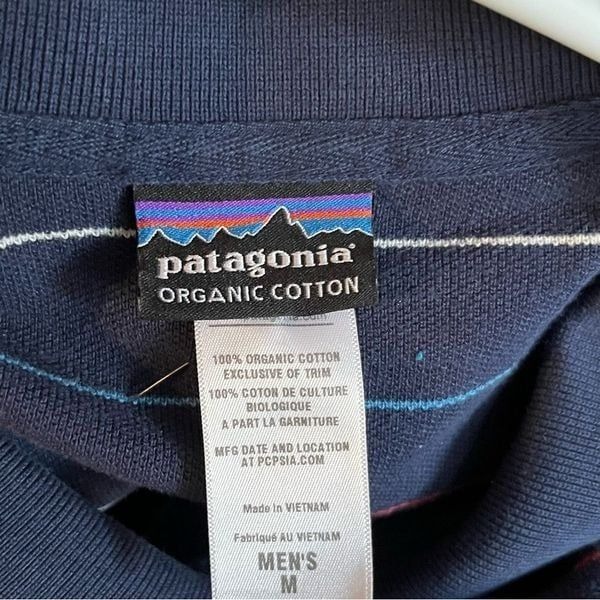 patagonia®
ORGANIC COTTON
100% ORGANIC COTTON
EXCLUSIVE OF TRIM
100% COTON DE CULTURE
BIOLOGIQUE
A PART LA GARNITURE
MFG DATE AND LOCATION
AT PCPSIA.COM
Made in VIETNAM
Fabriqué AU VIETNAM
MEN'S
M